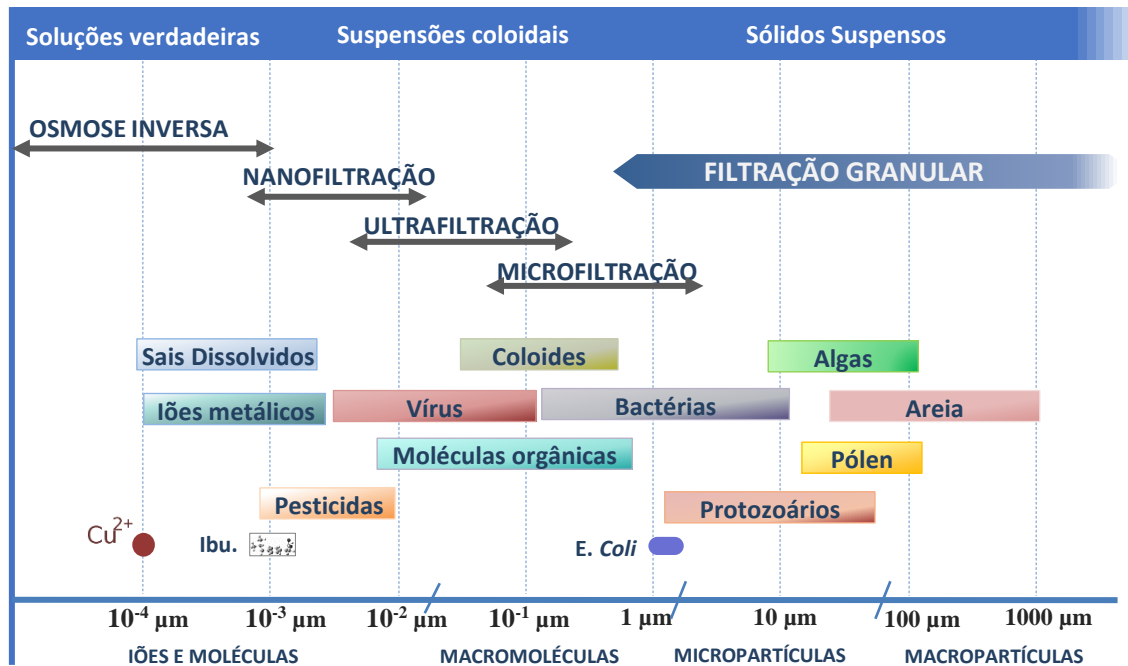 Soluções verdadeiras
Suspensões coloidais
Sólidos Suspensos
OSMOSE INVERSA
FILTRAÇÃO GRANULAR
NANOFILTRAÇÃO
ULTRAFILTRAÇÃO
MICROFILTRAÇÃO
Sais Dissolvidos
Coloides
Algas
Iões metálicos
Vírus
Bactérias
Areia
Moléculas orgânicas
Pólen
Pesticidas
Protozoários
Cu²⁺
Ibu.
E. Coli
10⁻⁴ µm
10⁻³ µm
10⁻² µm
10⁻¹ µm
1 µm
10 µm
100 µm
1000 µm
IÕES E MOLÉCULAS
MACROMOLÉCULAS
MICROPARTÍCULAS
MACROPARTÍCULAS